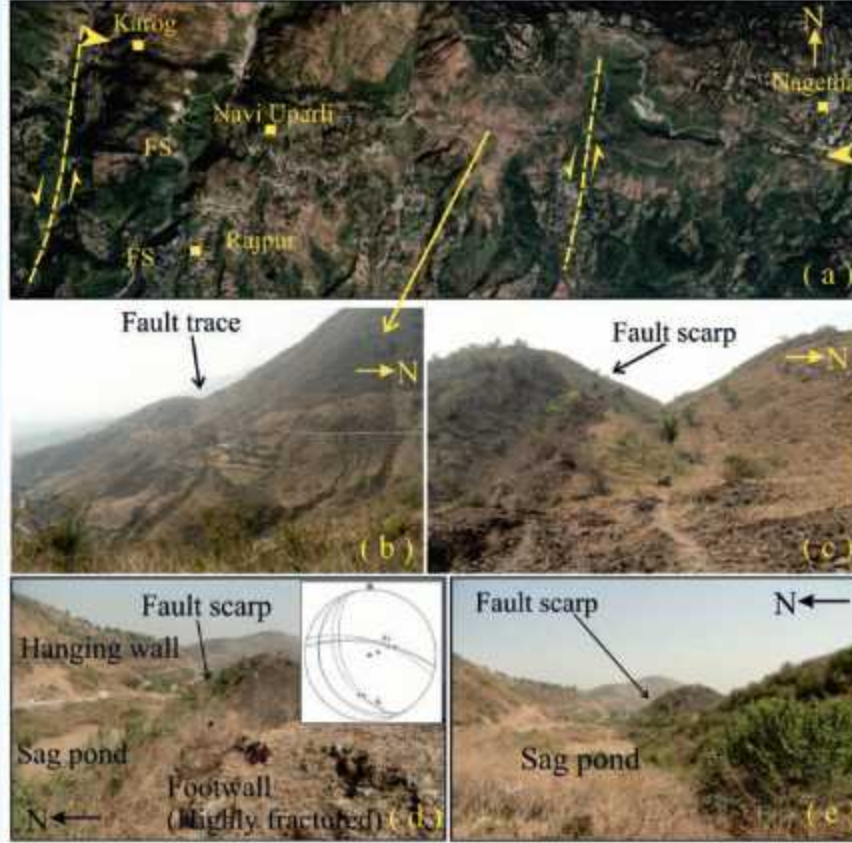 Karog
N
Nagetha
Navi Uparli
FS
Rajpur
FS
( a )
Fault trace
N
( b )
Fault scarp
N
( c )
Fault scarp
Hanging wall
Sag pond
Footwall
(Highly fractured)
N
( d )
Fault scarp
N
Sag pond
( e )